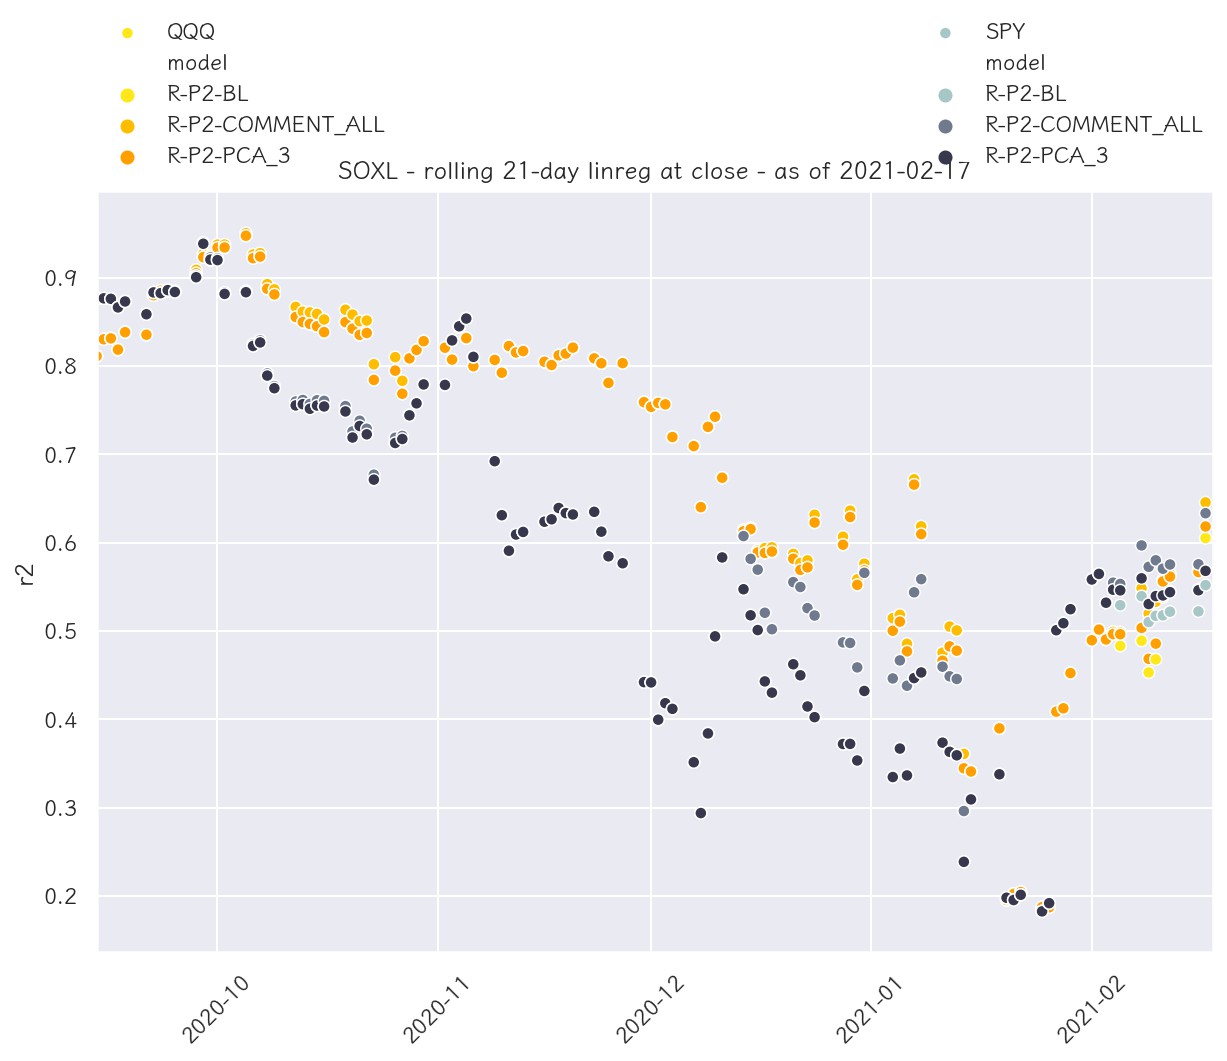 QQQ
model
R-P2-BL
R-P2-COMMENT_ALL
R-P2-PCA_3
SPY
model
R-P2-BL
R-P2-COMMENT_ALL
R-P2-PCA_3
SOXL - rolling 21-day linreg at close - as of 2021-02-17
r2
0.9
0.8
0.7
0.6
0.5
0.4
0.3
0.2
2020-10
2020-11
2020-12
2021-01
2021-02